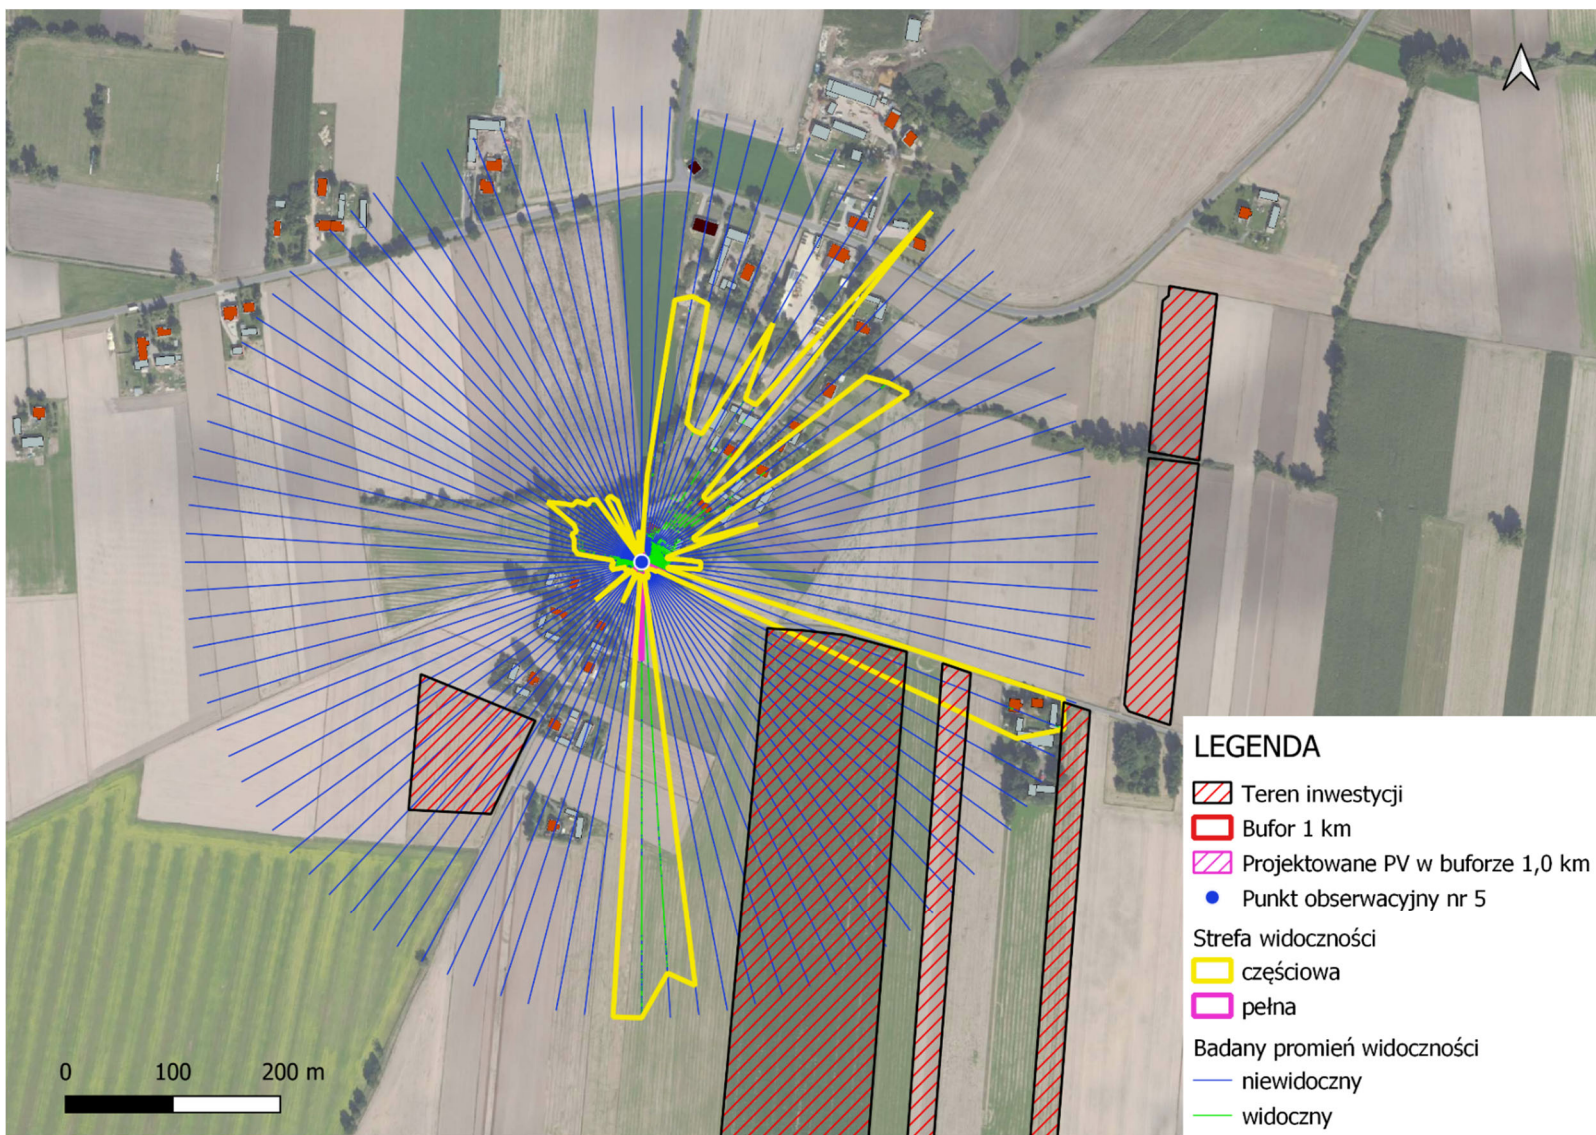 LEGENDA
Teren inwestycji
Bufor 1 km
Projektowane PV w buforze 1,0 km
Punkt obserwacyjny nr 5
Strefa widoczności
częściowa
pełna
Badany promień widoczności
niewidoczny
widoczny
0 100 200 m